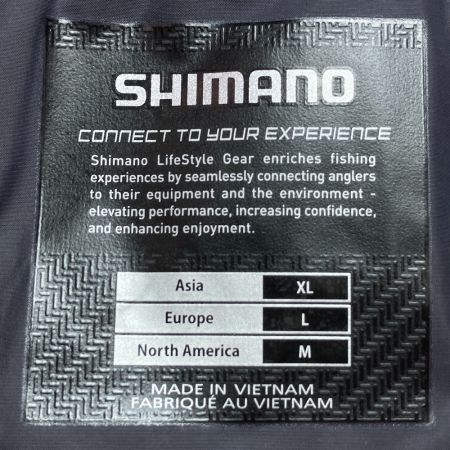 SHIMANO
CONNECT TO YOUR EXPERIENCE
Shimano LifeStyle Gear enriches fishing
experiences by seamlessly connecting anglers
to their equipment and the environment -
elevating performance, increasing confidence,
and enhancing enjoyment.
Asia XL
Europe L
North America M
MADE IN VIETNAM
FABRIQUÉ AU VIETNAM